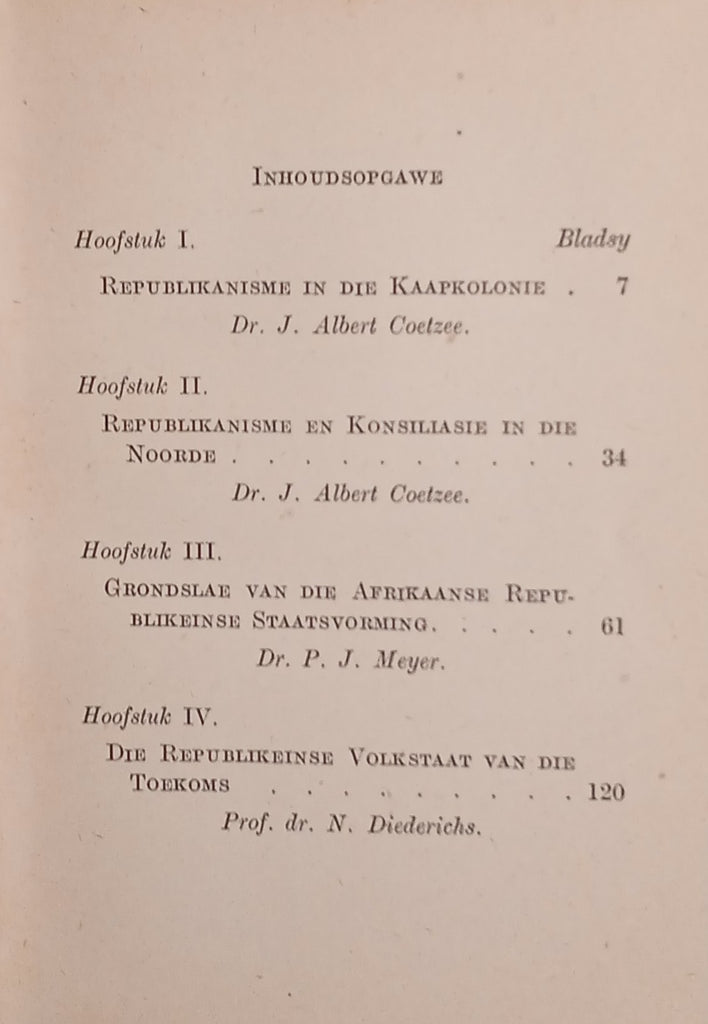 INHOUDSOPGAWE
Hoofstuk I. Bladsy
REPUBLIKANISME IN DIE KAAPKOLONIE . 7
Dr. J. Albert Coetzee.
Hoofstuk II.
REPUBLIKANISME EN KONSILIASIE IN DIE
NOORDE . . . . . . . . . . 34
Dr. J. Albert Coetzee.
Hoofstuk III.
GRONDSLAE VAN DIE AFRIKAANSE REPU-
BLIKEINSE STAATSVORMING. . . . . 61
Dr. P. J. Meyer.
Hoofstuk IV.
DIE REPUBLIKEINSE VOLKSTAAT VAN DIE
TOEKOMS . . . . . . . . . 120
Prof. dr. N. Diederichs.